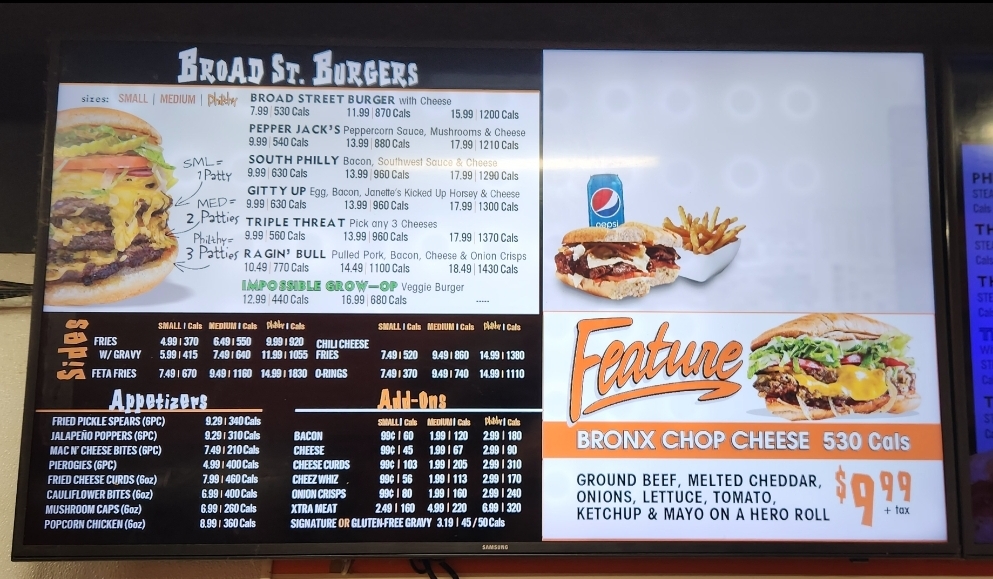 BROAD ST. BURGERS
sizes: SMALL | MEDIUM | Philthy
BROAD STREET BURGER with Cheese
7.99 | 530 Cals 11.99 | 870 Cals 15.99 | 1200 Cals
PEPPER JACK'S Peppercorn Sauce, Mushrooms & Cheese
9.99 | 540 Cals 13.99 | 880 Cals 17.99 | 1210 Cals
SOUTH PHILLY Bacon, Southwest Sauce & Cheese
9.99 | 630 Cals 13.99 | 960 Cals 17.99 | 1290 Cals
GITTY UP Egg, Bacon, Janette's Kicked Up Horsey & Cheese
9.99 | 630 Cals 13.99 | 960 Cals 17.99 | 1300 Cals
TRIPLE THREAT Pick any 3 Cheeses
9.99 | 560 Cals 13.99 | 960 Cals 17.99 | 1370 Cals
RAGIN' BULL Pulled Pork, Bacon, Cheese & Onion Crisps
10.49 | 770 Cals 14.49 | 1100 Cals 18.49 | 1430 Cals
IMPOSSIBLE GROW-OP Veggie Burger
12.99 | 440 Cals 16.99 | 680 Cals -----
SML =
1 Patty
MED =
2 Patties
Philthy =
3 Patties
Sides
SMALL | Cals MEDIUM | Cals Philthy | Cals
FRIES 4.99 | 370 6.49 | 550 9.99 | 920
W/ GRAVY 5.99 | 415 7.49 | 640 11.99 | 1055
FETA FRIES 7.49 | 670 9.49 | 1160 14.99 | 1830
SMALL | Cals MEDIUM | Cals Philthy | Cals
CHILI CHEESE
FRIES 7.49 | 520 9.49 | 860 14.99 | 1380
O-RINGS 7.49 | 370 9.49 | 740 14.99 | 1110
Appetizers
FRIED PICKLE SPEARS (6PC) 9.29 | 340 Cals
JALAPEÑO POPPERS (6PC) 9.29 | 310 Cals
MAC N' CHEESE BITES (6PC) 7.49 | 210 Cals
PIEROGIES (6PC) 4.99 | 400 Cals
FRIED CHEESE CURDS (6oz) 7.99 | 460 Cals
CAULIFLOWER BITES (6oz) 6.99 | 400 Cals
MUSHROOM CAPS (6oz) 6.99 | 260 Cals
POPCORN CHICKEN (6oz) 8.99 | 360 Cals
Add-Ons
SMALL | Cals MEDIUM | Cals Philthy | Cals
BACON 99¢ | 60 1.99 | 120 2.99 | 180
CHEESE 99¢ | 45 1.99 | 67 2.99 | 90
CHEESE CURDS 99¢ | 103 1.99 | 205 2.99 | 310
CHEEZ WHIZ 99¢ | 56 1.99 | 113 2.99 | 170
ONION CRISPS 99¢ | 80 1.99 | 160 2.99 | 240
XTRA MEAT 2.49 | 160 4.99 | 220 6.99 | 320
SIGNATURE OR GLUTEN-FREE GRAVY 3.19 | 45 / 50 Cals
pepsi
Feature
BRONX CHOP CHEESE 530 Cals
GROUND BEEF, MELTED CHEDDAR,
ONIONS, LETTUCE, TOMATO,
KETCHUP & MAYO ON A HERO ROLL
$9.99
+ tax
SAMSUNG